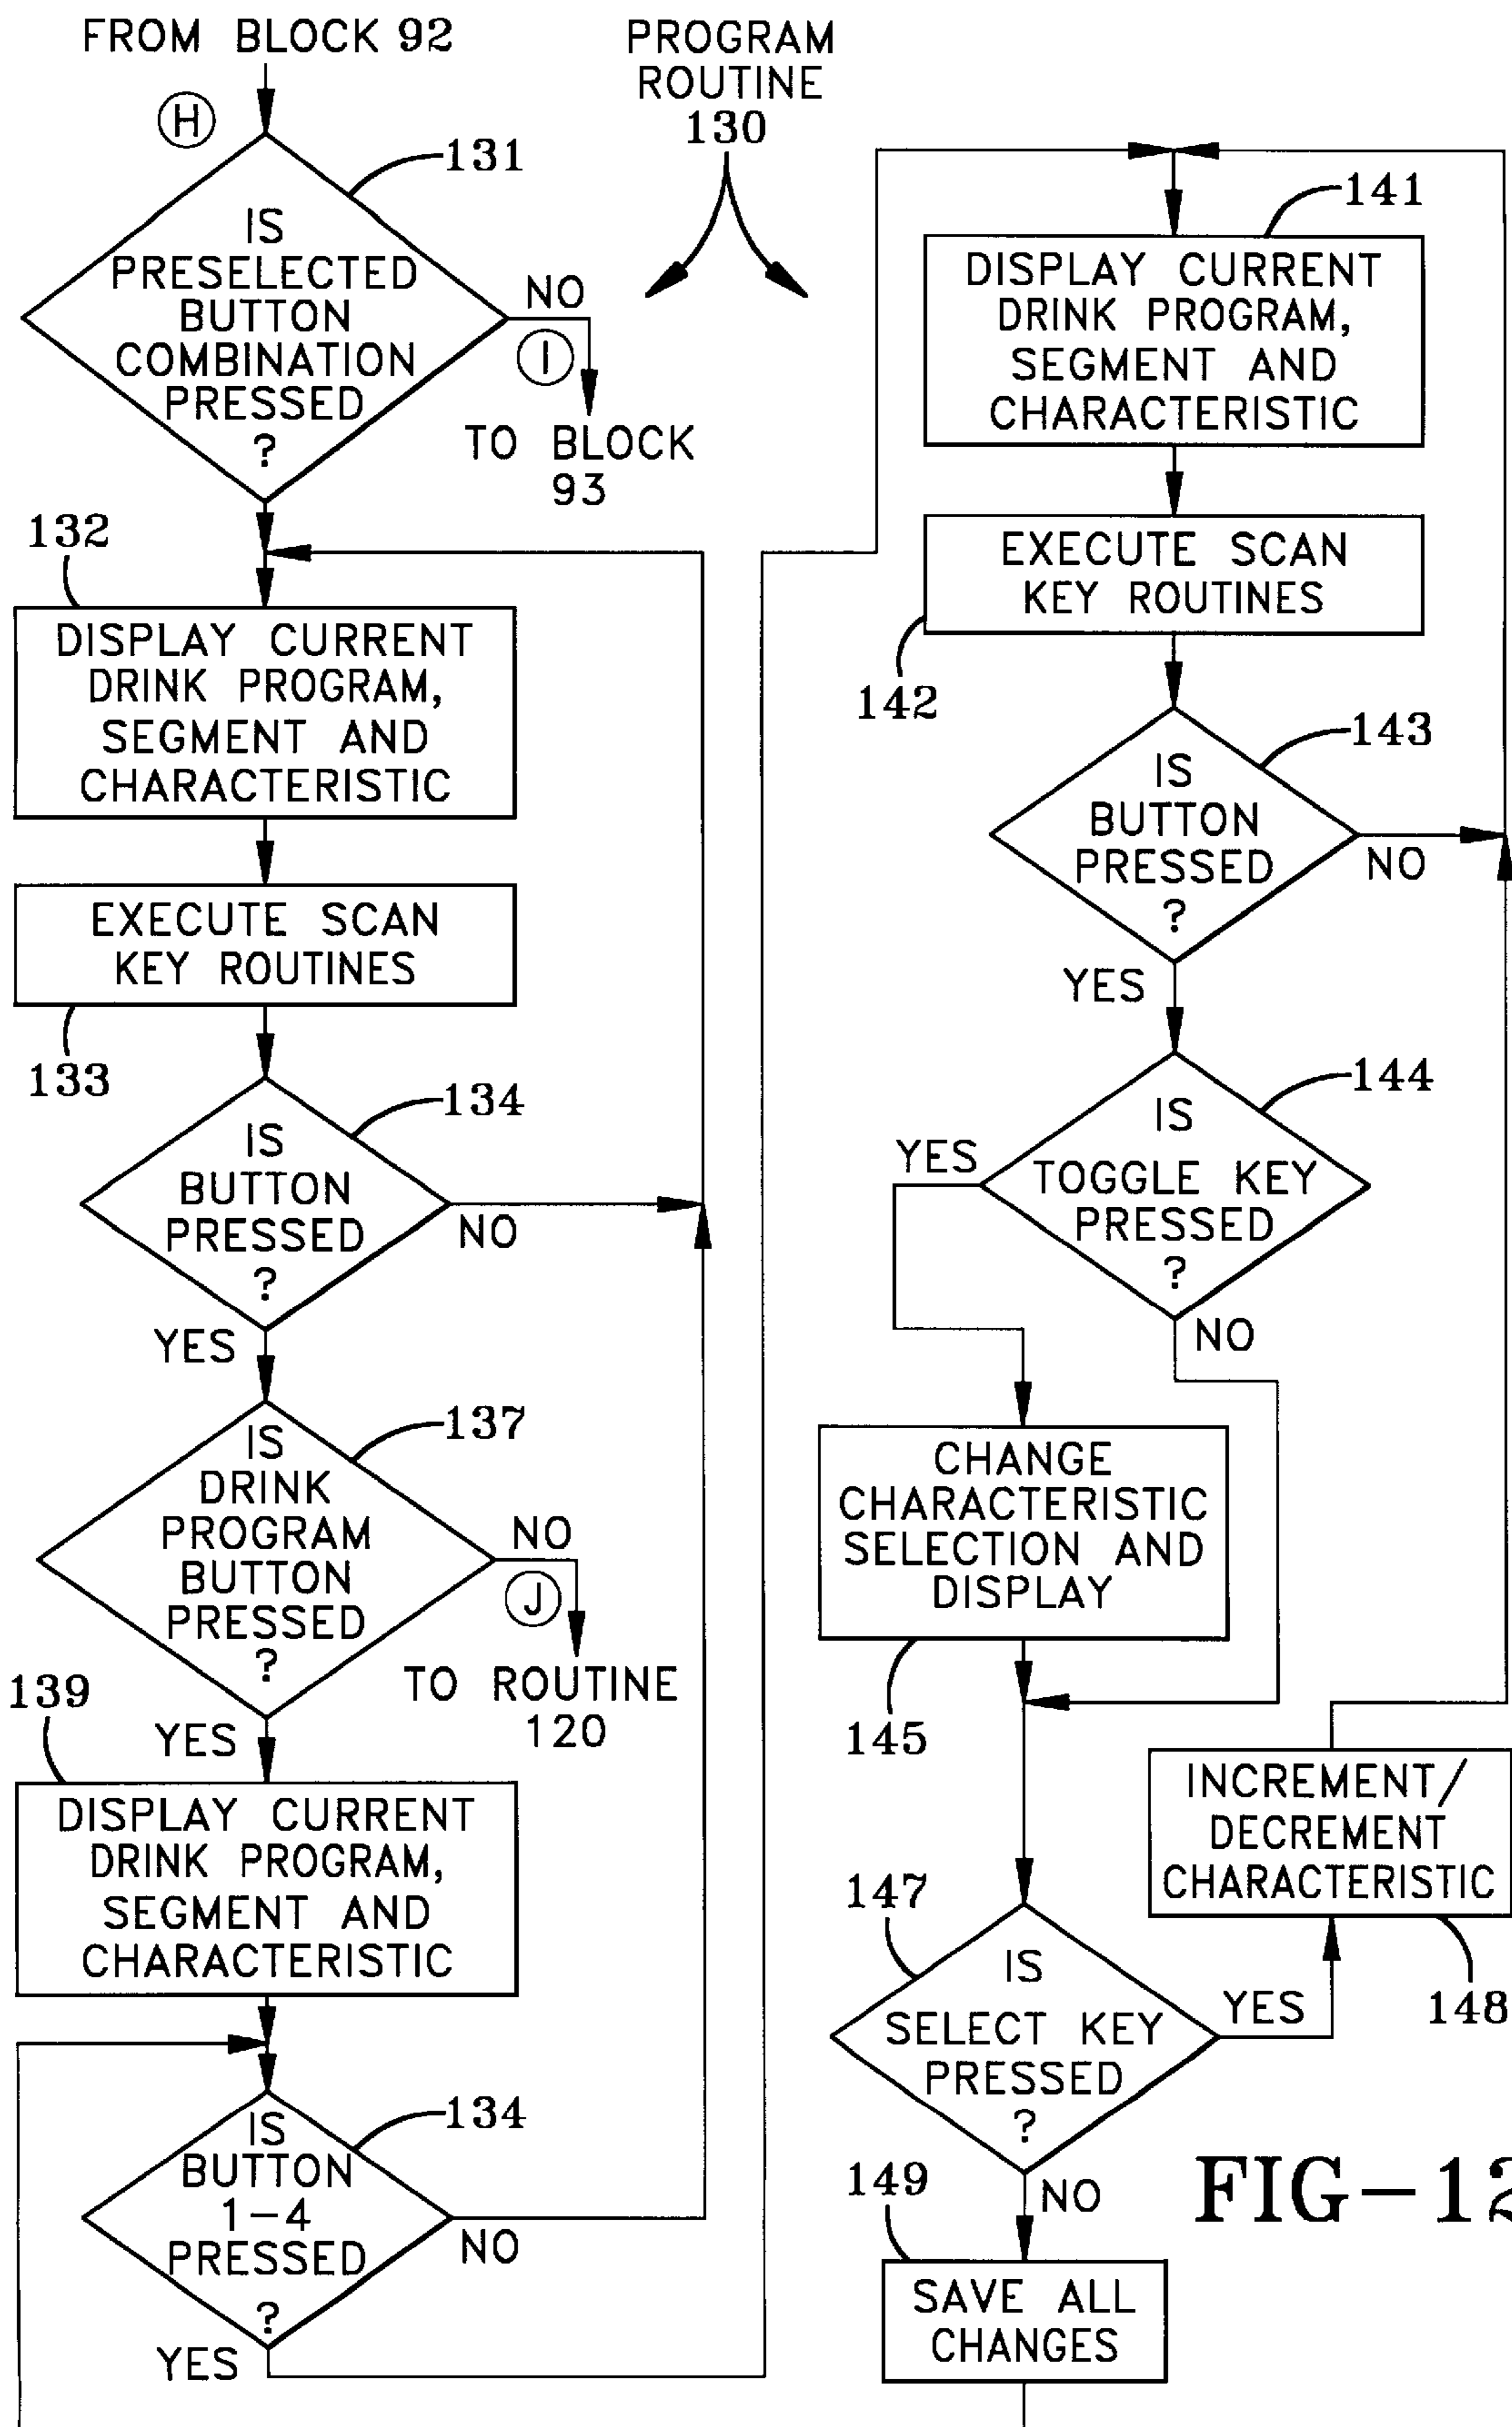 FROM BLOCK 92
H
131
IS
PRESELECTED
BUTTON
COMBINATION
PRESSED
?
NO
I
TO BLOCK
93
132
DISPLAY CURRENT
DRINK PROGRAM,
SEGMENT AND
CHARACTERISTIC
EXECUTE SCAN
KEY ROUTINES
133
134
IS
BUTTON
PRESSED
?
NO
YES
137
IS
DRINK
PROGRAM
BUTTON
PRESSED
?
NO
J
TO ROUTINE
120
139
YES
DISPLAY CURRENT
DRINK PROGRAM,
SEGMENT AND
CHARACTERISTIC
134
IS
BUTTON
1-4
PRESSED
?
NO
YES
PROGRAM
ROUTINE
130
141
DISPLAY CURRENT
DRINK PROGRAM,
SEGMENT AND
CHARACTERISTIC
EXECUTE SCAN
KEY ROUTINES
142
143
IS
BUTTON
PRESSED
?
NO
YES
144
IS
TOGGLE KEY
PRESSED
?
YES
NO
CHANGE
CHARACTERISTIC
SELECTION AND
DISPLAY
145
INCREMENT/
DECREMENT
CHARACTERISTIC
148
147
IS
SELECT KEY
PRESSED
?
YES
NO
149
SAVE ALL
CHANGES
FIG-12